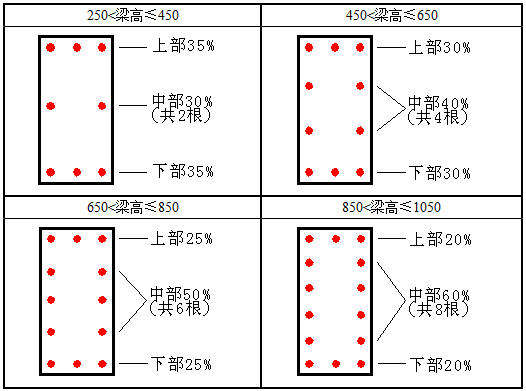 250<梁高≤450
上部35%
中部30%
(共2根)
下部35%
450<梁高≤650
上部30%
中部40%
(共4根)
下部30%
650<梁高≤850
上部25%
中部50%
(共6根)
下部25%
850<梁高≤1050
上部20%
中部60%
(共8根)
下部20%